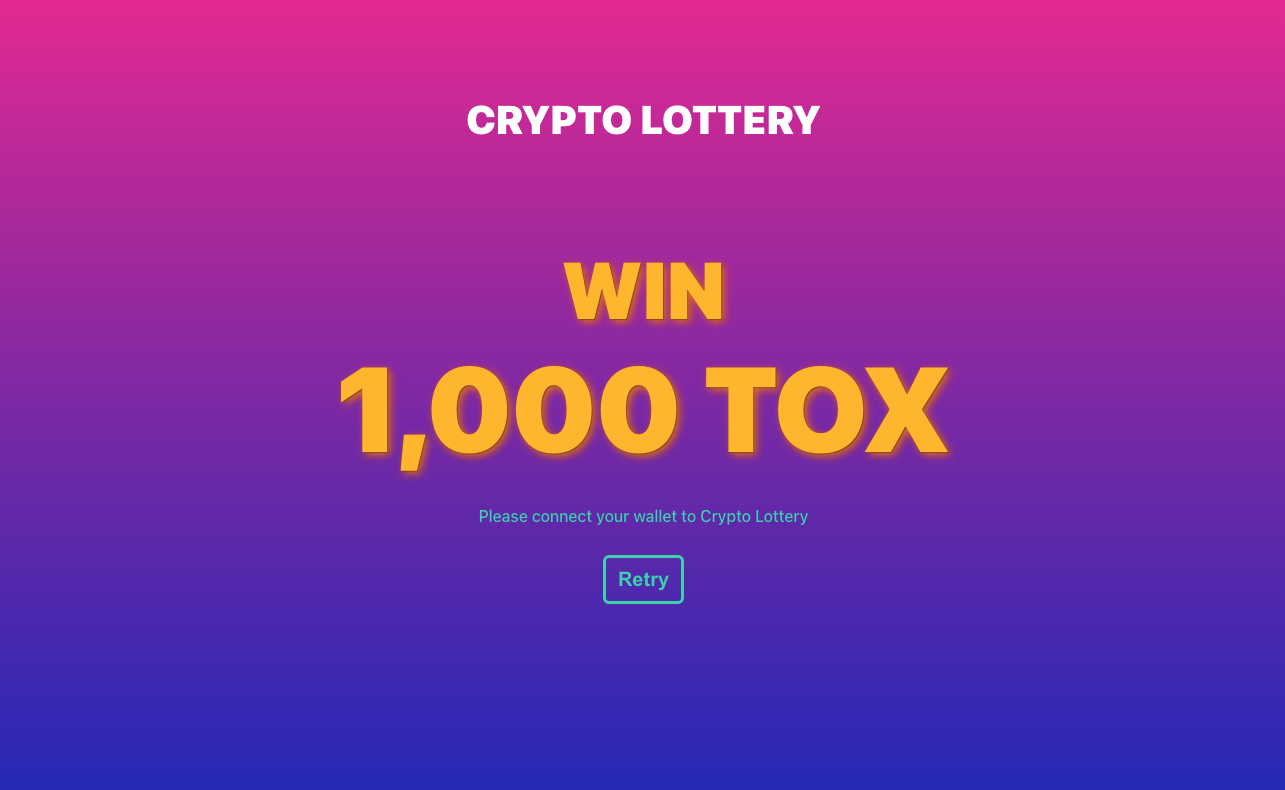 CRYPTO LOTTERY
WIN
1,000 TOX
Please connect your wallet to Crypto Lottery
Retry